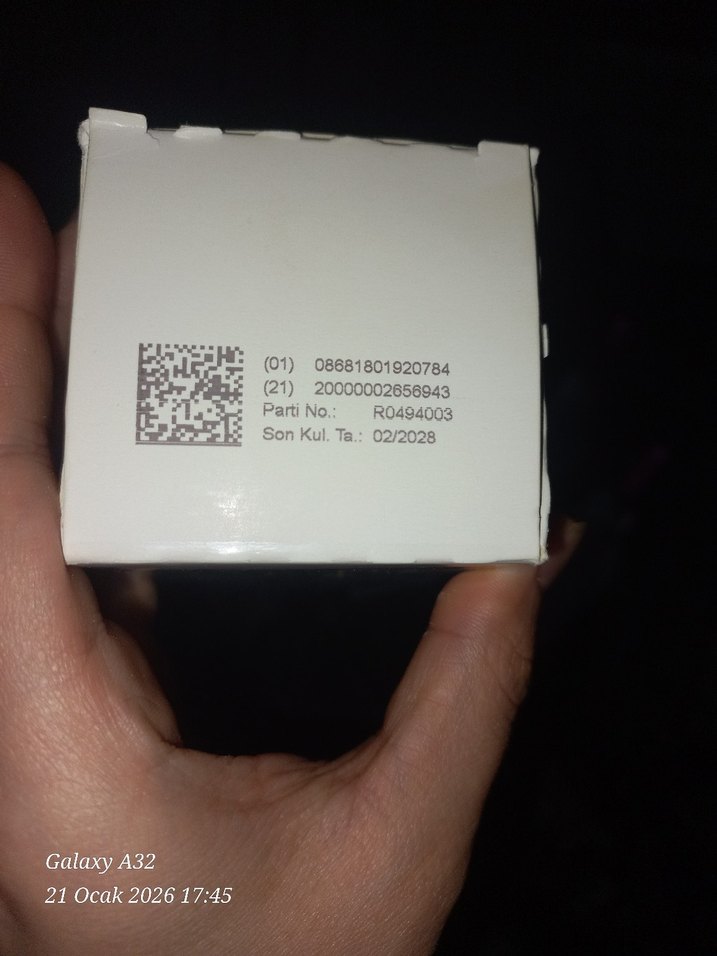 (01) 08681801920784
(21) 20000002656943
Parti No.: R0494003
Son Kul. Ta.: 02/2028
Galaxy A32
21 Ocak 2026 17:45